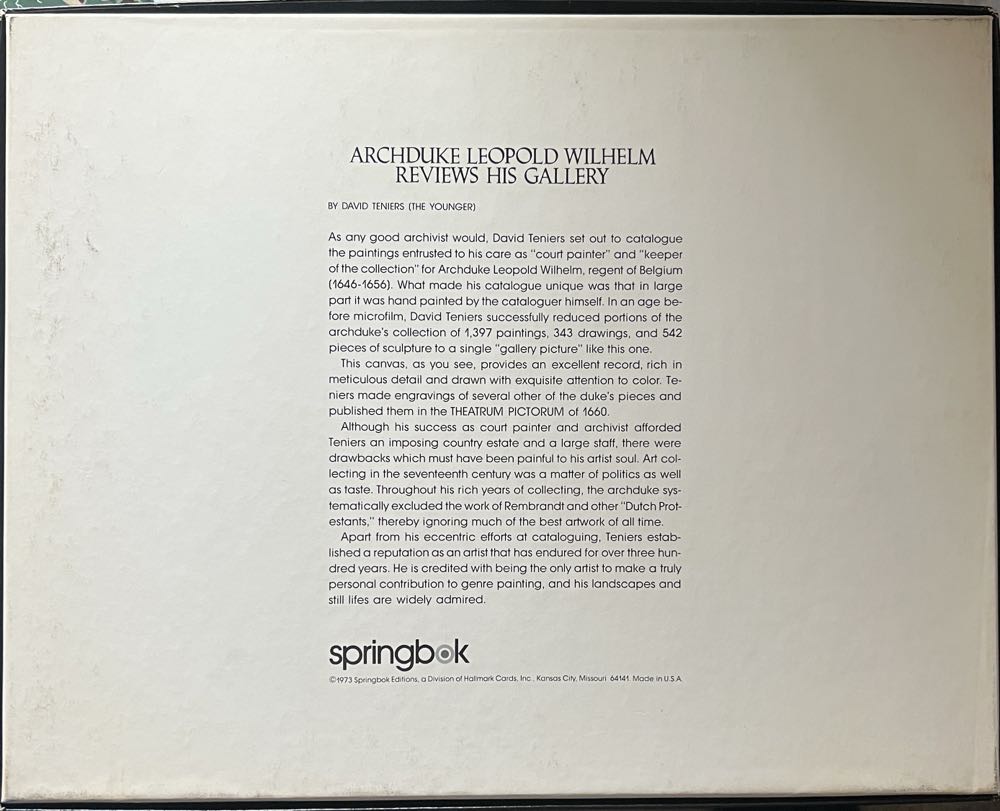 ARCHDUKE LEOPOLD WILHELM
REVIEWS HIS GALLERY
BY DAVID TENIERS (THE YOUNGER)
As any good archivist would, David Teniers set out to catalogue
the paintings entrusted to his care as "court painter" and "keeper
of the collection" for Archduke Leopold Wilhelm, regent of Belgium
(1646-1656). What made his catalogue unique was that in large
part it was hand painted by the cataloguer himself. In an age be-
fore microfilm, David Teniers successfully reduced portions of the
archduke's collection of 1,397 paintings, 343 drawings, and 542
pieces of sculpture to a single "gallery picture" like this one.
This canvas, as you see, provides an excellent record, rich in
meticulous detail and drawn with exquisite attention to color. Te-
niers made engravings of several other of the duke's pieces and
published them in the THEATRUM PICTORUM of 1660.
Although his success as court painter and archivist afforded
Teniers an imposing country estate and a large staff, there were
drawbacks which must have been painful to his artist soul. Art col-
lecting in the seventeenth century was a matter of politics as well
as taste. Throughout his rich years of collecting, the archduke sys-
tematically excluded the work of Rembrandt and other "Dutch Prot-
estants," thereby ignoring much of the best artwork of all time.
Apart from his eccentric efforts at cataloguing, Teniers estab-
lished a reputation as an artist that has endured for over three hun-
dred years. He is credited with being the only artist to make a truly
personal contribution to genre painting, and his landscapes and
still lifes are widely admired.
springbok
©1973 Springbok Editions, a Division of Hallmark Cards, Inc., Kansas City, Missouri 64141. Made in U.S.A.